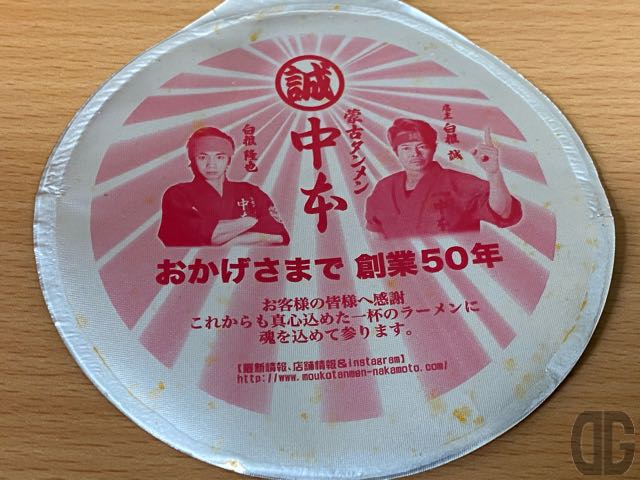 誠
蒙古タンメン
中本
白根 隆也
店主 白根 誠
おかげさまで 創業50年
お客様の皆様へ感謝
これからも真心込めた一杯のラーメンに
魂を込めて参ります。
【最新情報、店舗情報&instagram】
http://www.moukotanmen-nakamoto.com/
DG